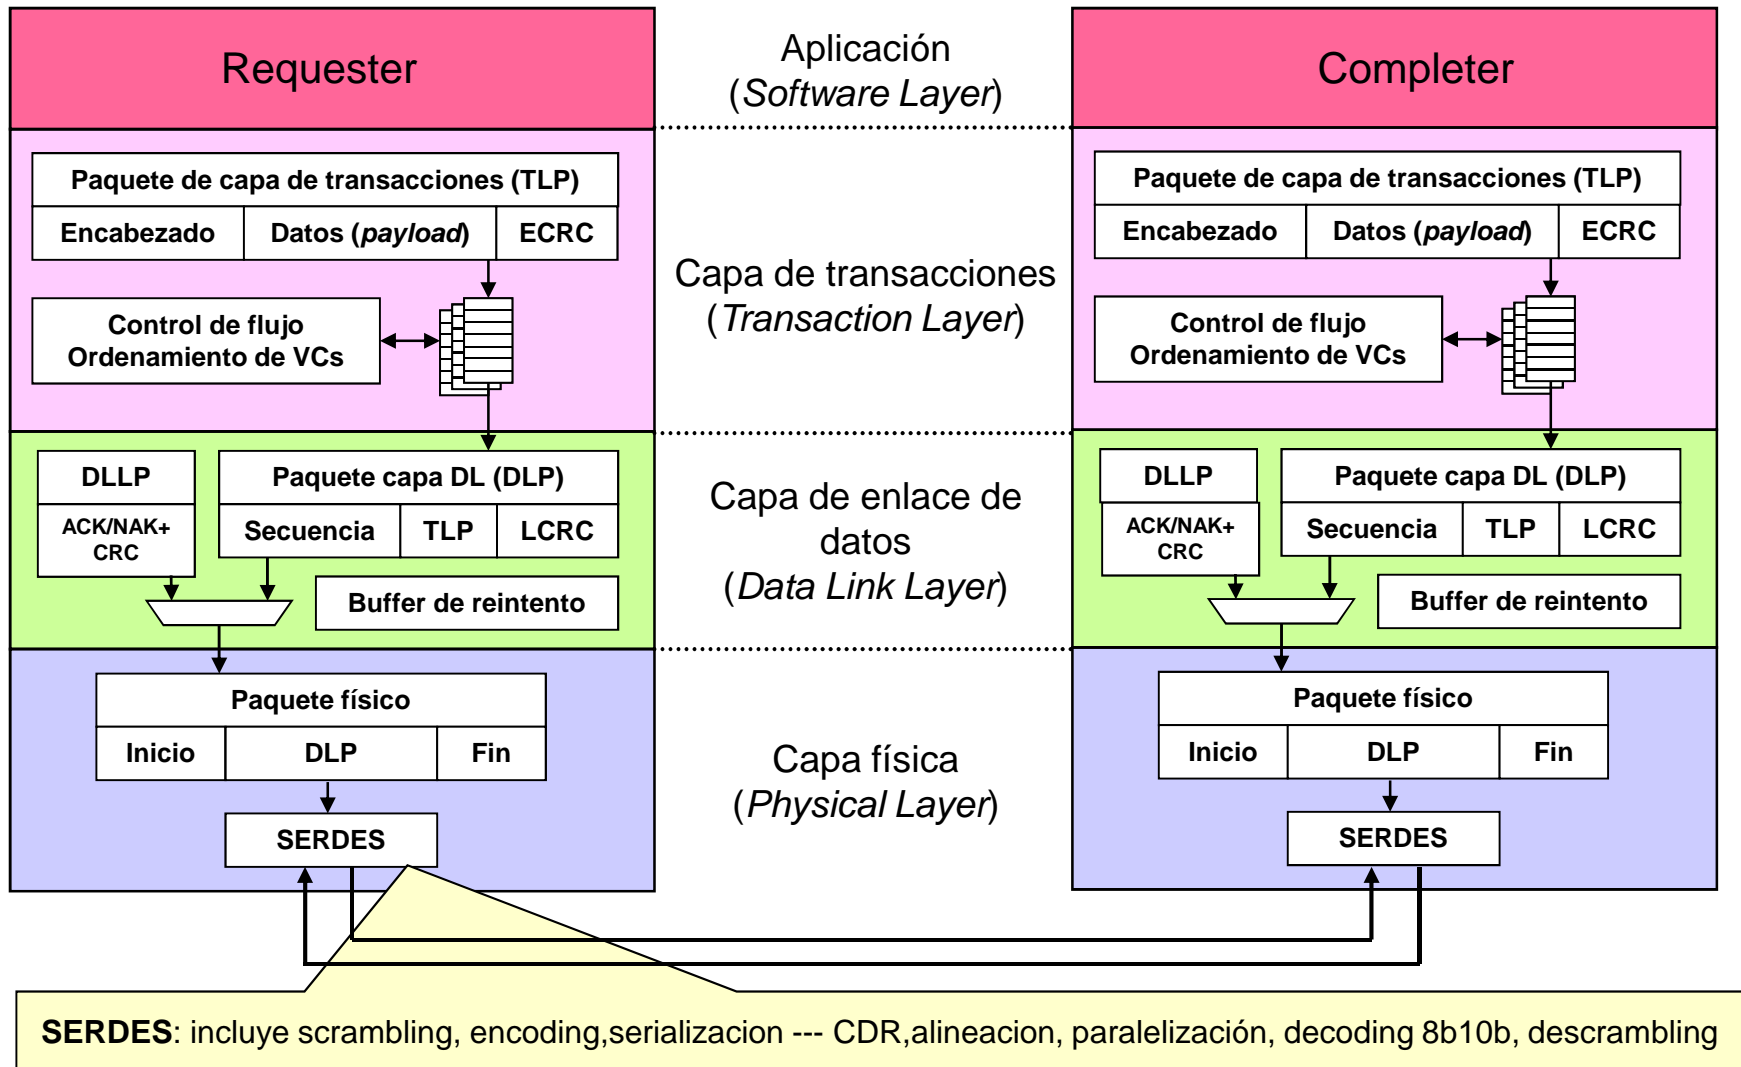 Requester
Aplicación
(Software Layer)
Completer
Paquete de capa de transacciones (TLP)
Encabezado
Datos (payload)
ECRC
Control de flujo
Ordenamiento de VCs
Capa de transacciones
(Transaction Layer)
Paquete de capa de transacciones (TLP)
Encabezado
Datos (payload)
ECRC
Control de flujo
Ordenamiento de VCs
DLLP
ACK/NAK+
CRC
Paquete capa DL (DLP)
Secuencia
TLP
LCRC
Buffer de reintento
Capa de enlace de
datos
(Data Link Layer)
DLLP
ACK/NAK+
CRC
Paquete capa DL (DLP)
Secuencia
TLP
LCRC
Buffer de reintento
Paquete físico
Inicio
DLP
Fin
SERDES
Capa física
(Physical Layer)
Paquete físico
Inicio
DLP
Fin
SERDES
SERDES: incluye scrambling, encoding,serializacion --- CDR,alineacion, paralelización, decoding 8b10b, descrambling